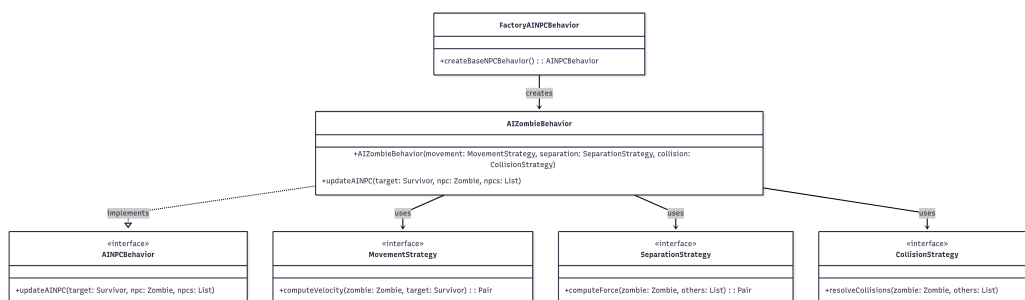 FactoryAINPCBehavior
+createBaseNPCBehavior() : : AINPCBehavior
creates
AIZombieBehavior
+AIZombieBehavior(movement: MovementStrategy, separation: SeparationStrategy, collision:
CollisionStrategy)
+updateAINPC(target: Survivor, npc: Zombie, npcs: List)
implements
uses
uses
uses
«interface»
AINPCBehavior
+updateAINPC(target: Survivor, npc: Zombie, npcs: List)
«interface»
MovementStrategy
+computeVelocity(zombie: Zombie, target: Survivor) : : Pair
«interface»
SeparationStrategy
+computeForce(zombie: Zombie, others: List) : : Pair
«interface»
CollisionStrategy
+resolveCollisions(zombie: Zombie, others: List)